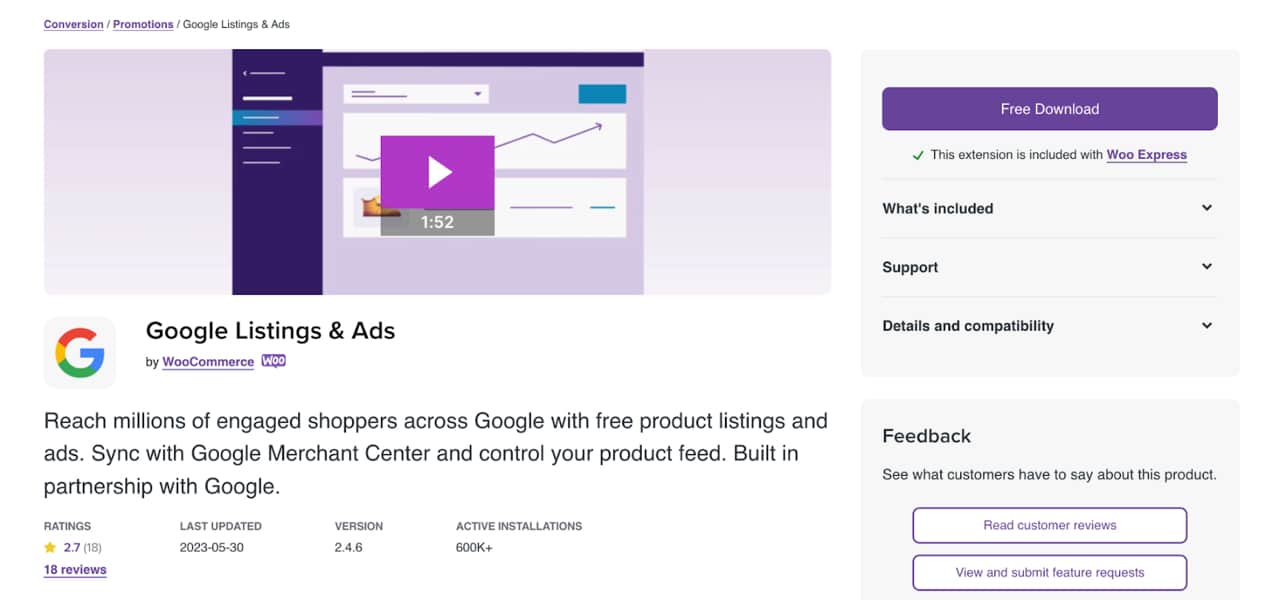 Conversion / Promotions / Google Listings & Ads
1:52
Google Listings & Ads
by WooCommerce WOO
Reach millions of engaged shoppers across Google with free product listings and
ads. Sync with Google Merchant Center and control your product feed. Built in
partnership with Google.
RATINGS LAST UPDATED VERSION ACTIVE INSTALLATIONS
2.7 (18) 2023-05-30 2.4.6 600K+
18 reviews
Free Download
This extension is included with Woo Express
What's included
Support
Details and compatibility
Feedback
See what customers have to say about this product.
Read customer reviews
View and submit feature requests